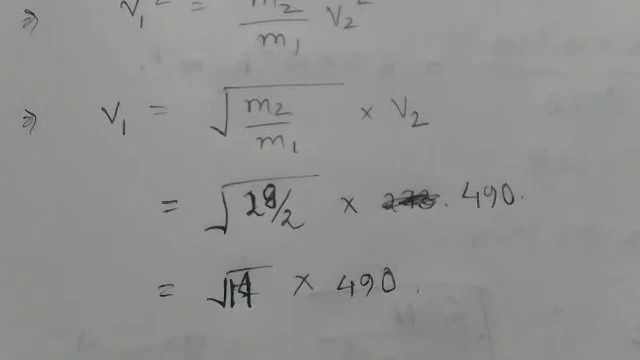 ⇒ V₁² = m₂/m₁ V₂²
⇒ V₁ = √(m₂/m₁) × V₂
= √(28/2) × 490.
= √14 × 490.